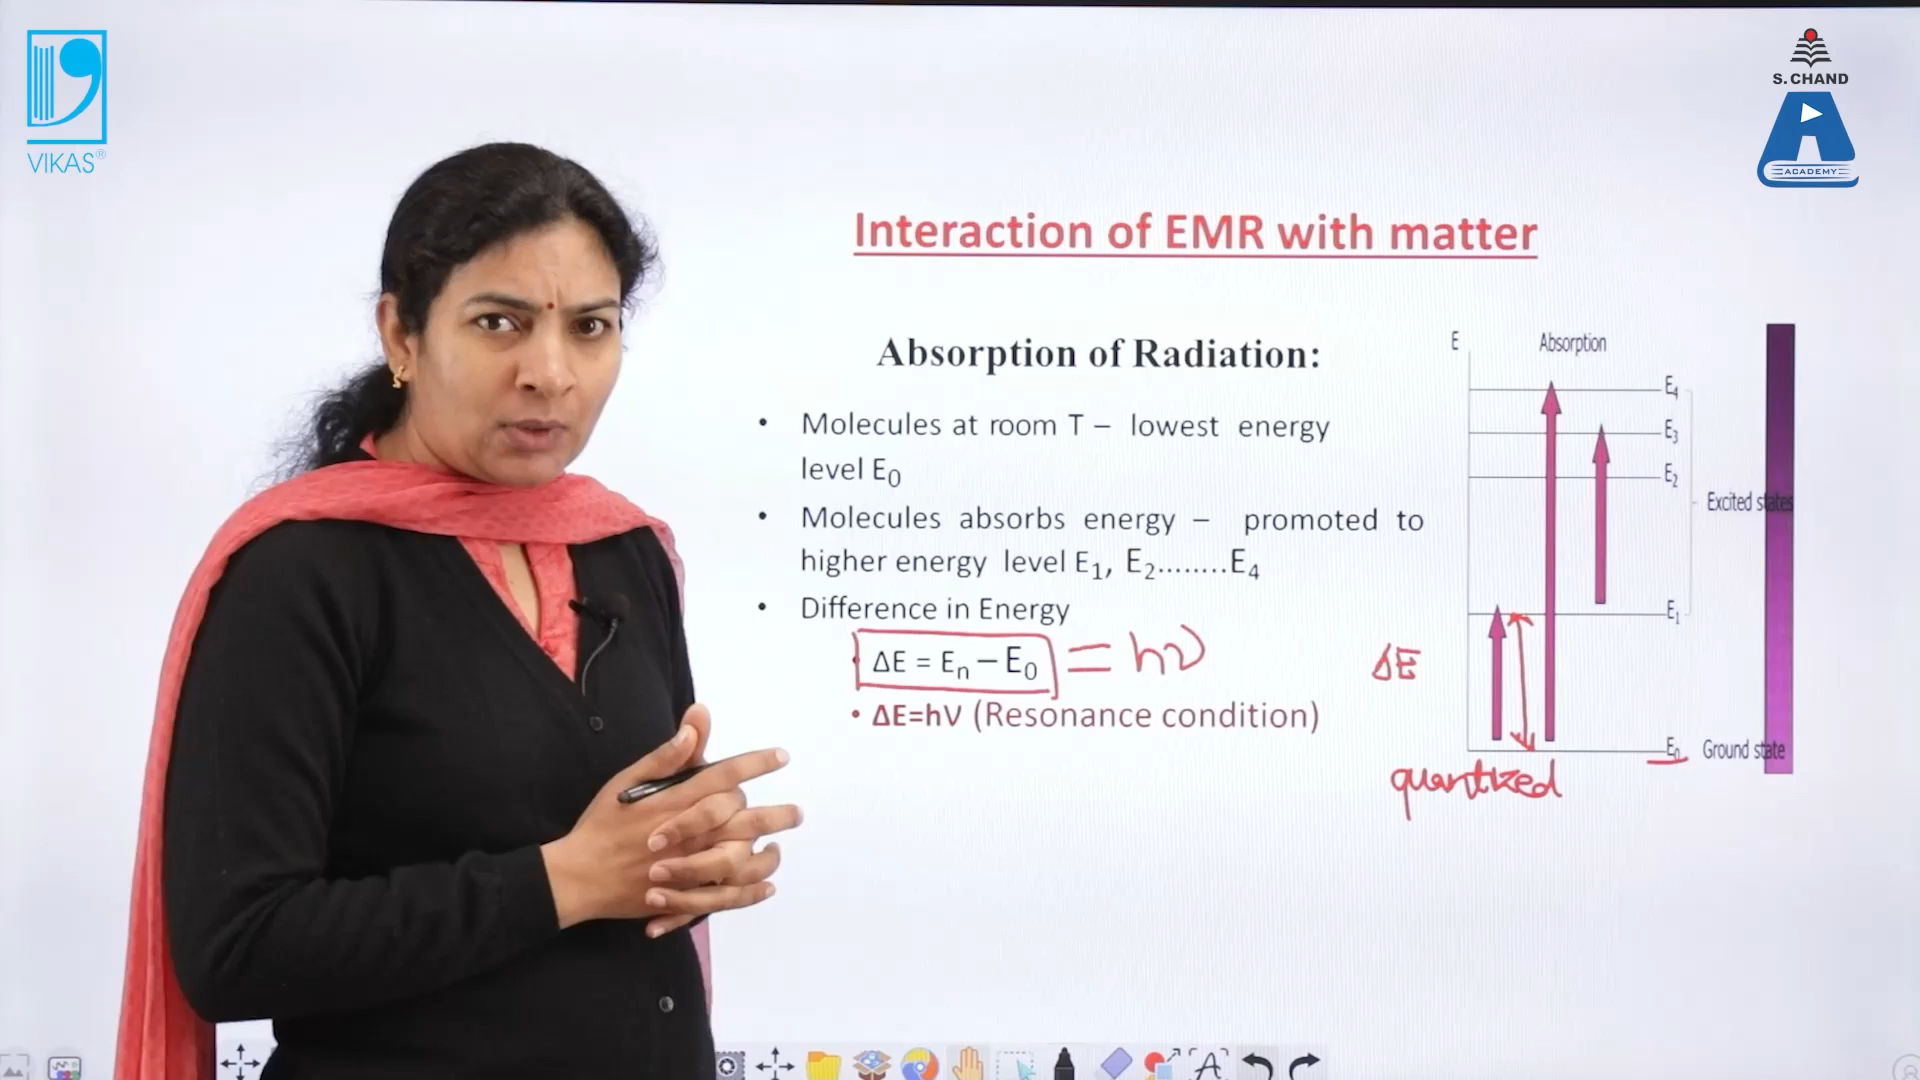 VIKAS®
S. CHAND
ACADEMY
Interaction of EMR with matter
Absorption of Radiation:
• Molecules at room T – lowest energy
level E₀
• Molecules absorbs energy – promoted to
higher energy level E₁, E₂........E₄
• Difference in Energy
ΔE = Eₙ – E₀ = hν
• ΔE=hV (Resonance condition)
E
Absorption
E₄
E₃
E₂
Excited states
E₁
ΔE
E₀ Ground state
quantized